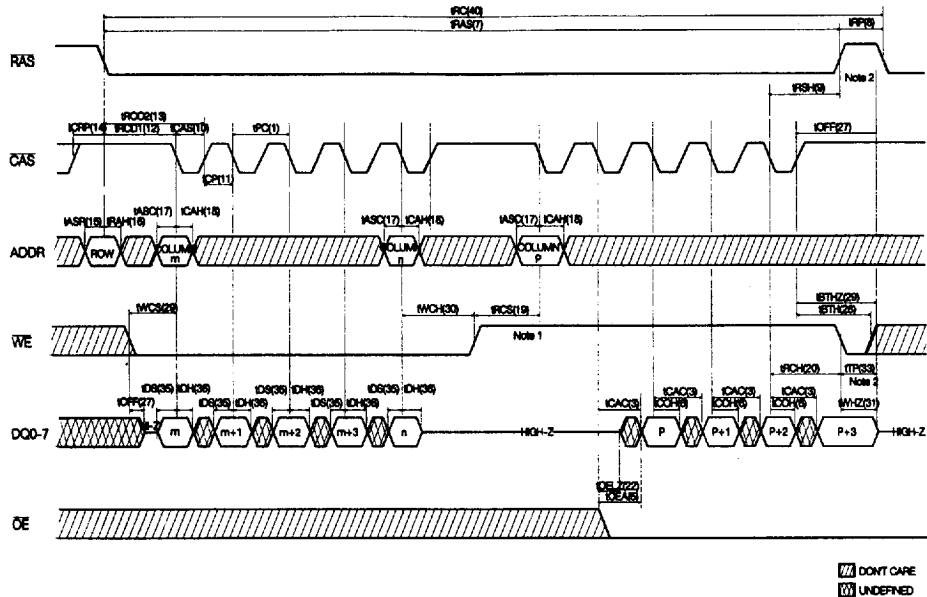 tRC(40)
tRAS(7) tRP(8)
RAS
Note 2
tRSH(9)
tRCD2(13)
tCRP(14) tRCD1(12) tCAS(10) tPC(1) tOFF(27)
CAS
tCP(11)
tASR(15) tRAH(16) tASC(17) tCAH(18) tASC(17) tCAH(18) tASC(17) tCAH(18)
ADDR ROW COLUMN m COLUMN n COLUMN P
tWCS(29) tWCH(30) tRCS(19) tBTHZ(29)
tBTH(26)
WE Note 1
tRCH(20) tTP(33)
Note 2
tDS(35) tDH(36) tDS(35) tDH(36) tDS(35) tDH(36)
tOFF(27) tDS(35) tDH(36) tDS(35) tDH(36) tCAC(3) tCAC(3) tCAC(3) tCAC(3)
tCOH(6) tCOH(6) tCOH(6) tWHZ(31)
DQ0-7 m m+1 m+2 m+3 n HIGH-Z P P+1 P+2 P+3 HIGH-Z
tOELZ(22)
tOEA(5)
OE
DON'T CARE
UNDEFINED